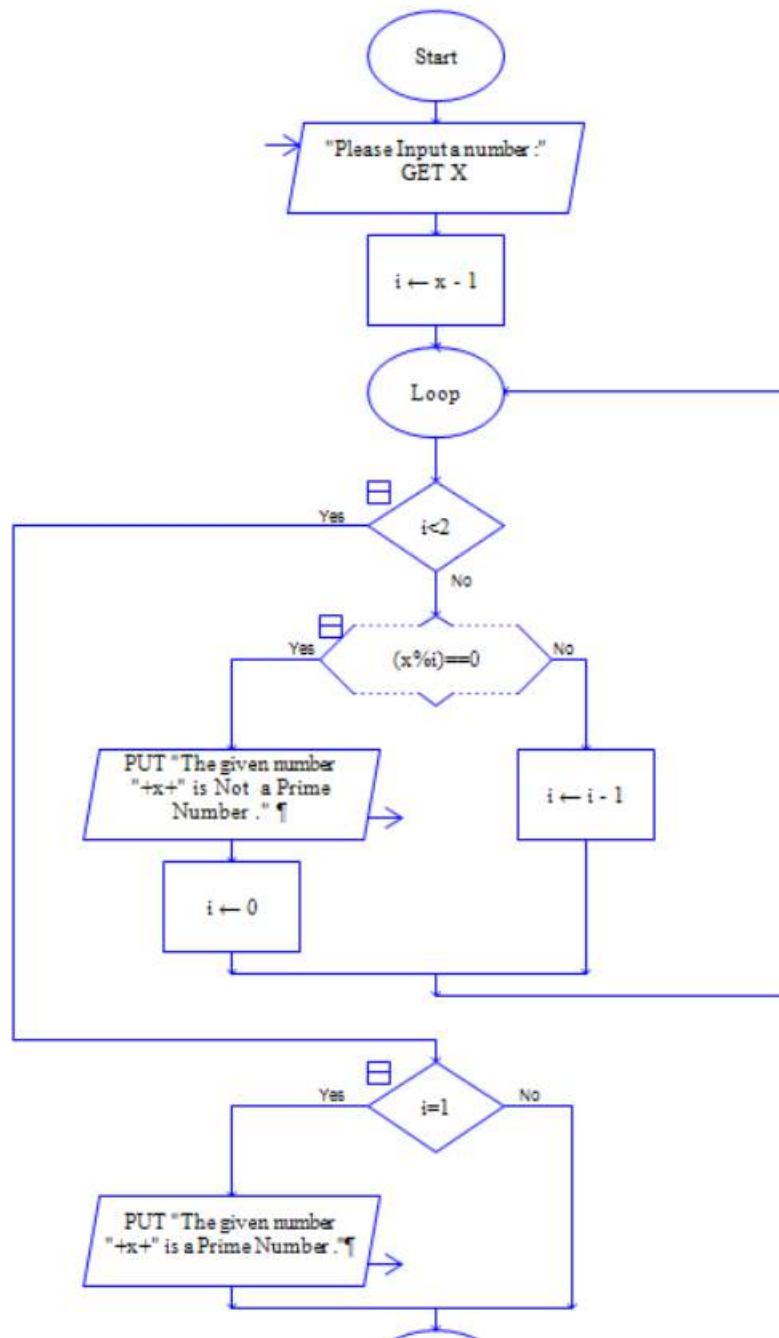 Start
"Please Input a number :"
GET X
i ← x - 1
Loop
i<2
Yes
No
(x%i)==0
Yes
No
PUT "The given number
"+x+" is Not a Prime
Number ." ¶
i ← i - 1
i ← 0
i=1
Yes
No
PUT "The given number
"+x+" is a Prime Number ."¶